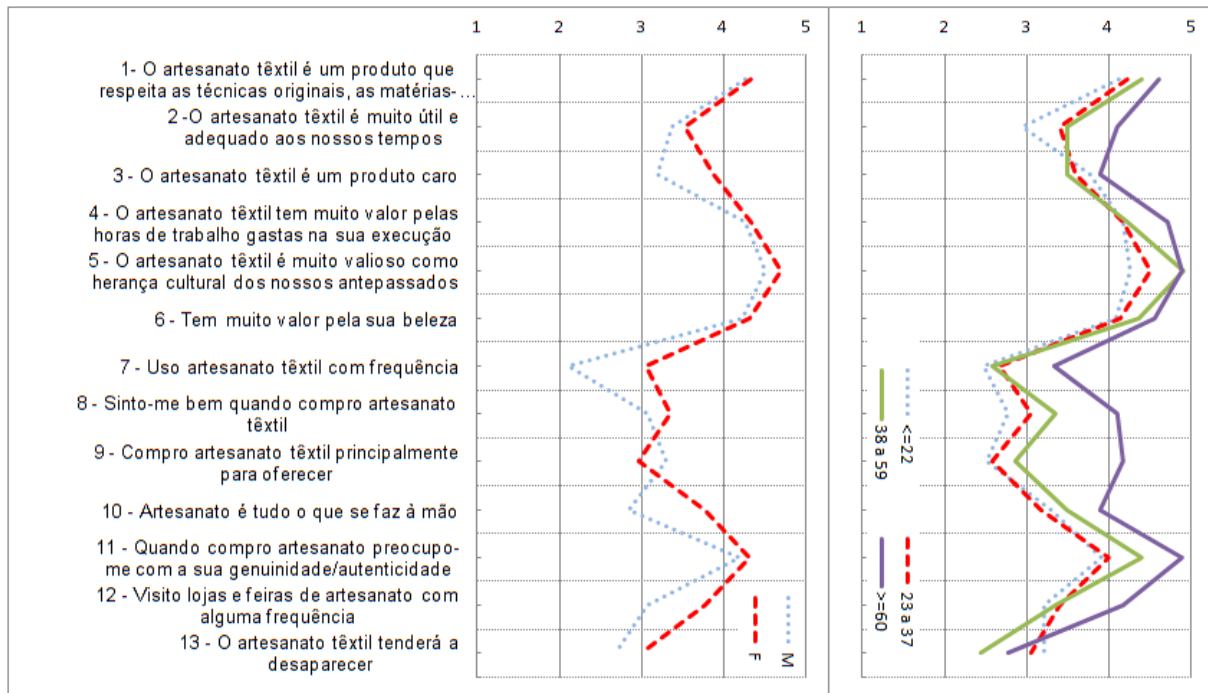 1 2 3 4 5 1 2 3 4 5
1- O artesanato têxtil é um produto que
respeita as técnicas originais, as matérias-...
2 -O artesanato têxtil é muito útil e
adequado aos nossos tempos
3 - O artesanato têxtil é um produto caro
4 - O artesanato têxtil tem muito valor pelas
horas de trabalho gastas na sua execução
5 - O artesanato têxtil é muito valioso como
herança cultural dos nossos antepassados
6 - Tem muito valor pela sua beleza
7 - Uso artesanato têxtil com frequência
8 - Sinto-me bem quando compro artesanato
têxtil
9 - Compro artesanato têxtil principalmente
para oferecer
10 - Artesanato é tudo o que se faz à mão
11 - Quando compro artesanato preocupo-
me com a sua genuinidade/autenticidade
12 - Visito lojas e feiras de artesanato com
alguma frequência
13 - O artesanato têxtil tenderá a
desaparecer
M
F
<=22
38 a 59
23 a 37
>=60